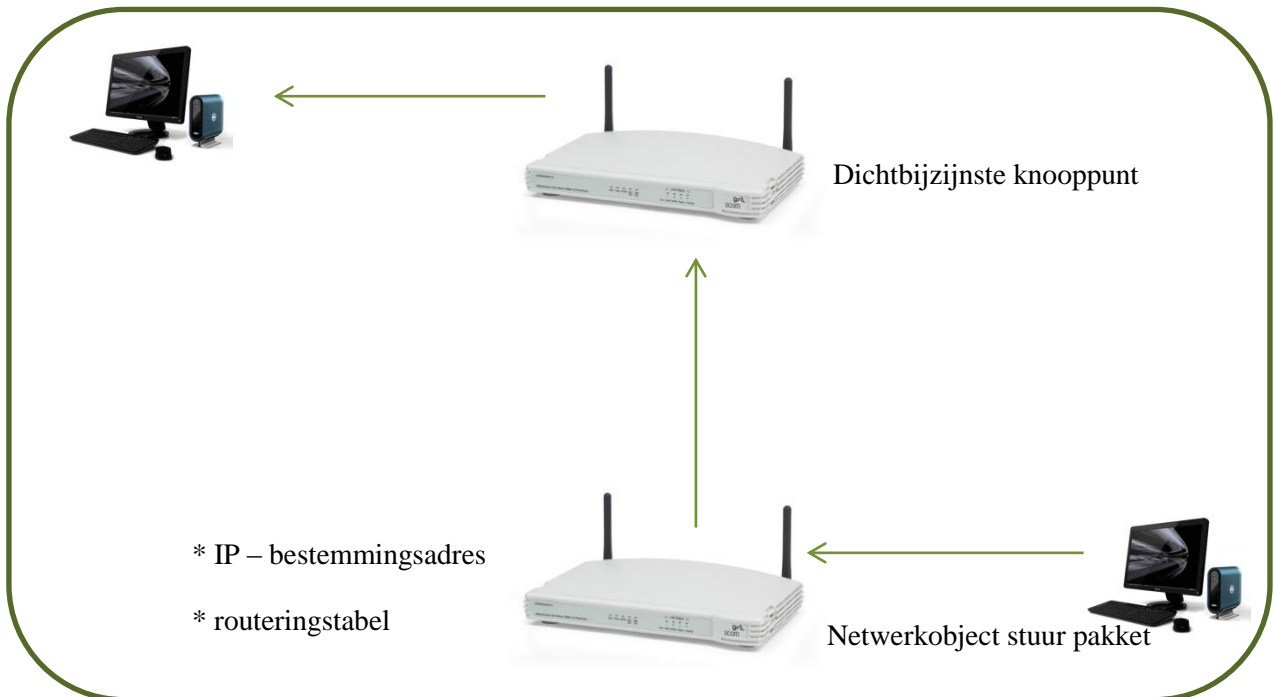 Dichtbijzijnste knooppunt
* IP – bestemmingsadres
* routeringstabel
Netwerkobject stuur pakket